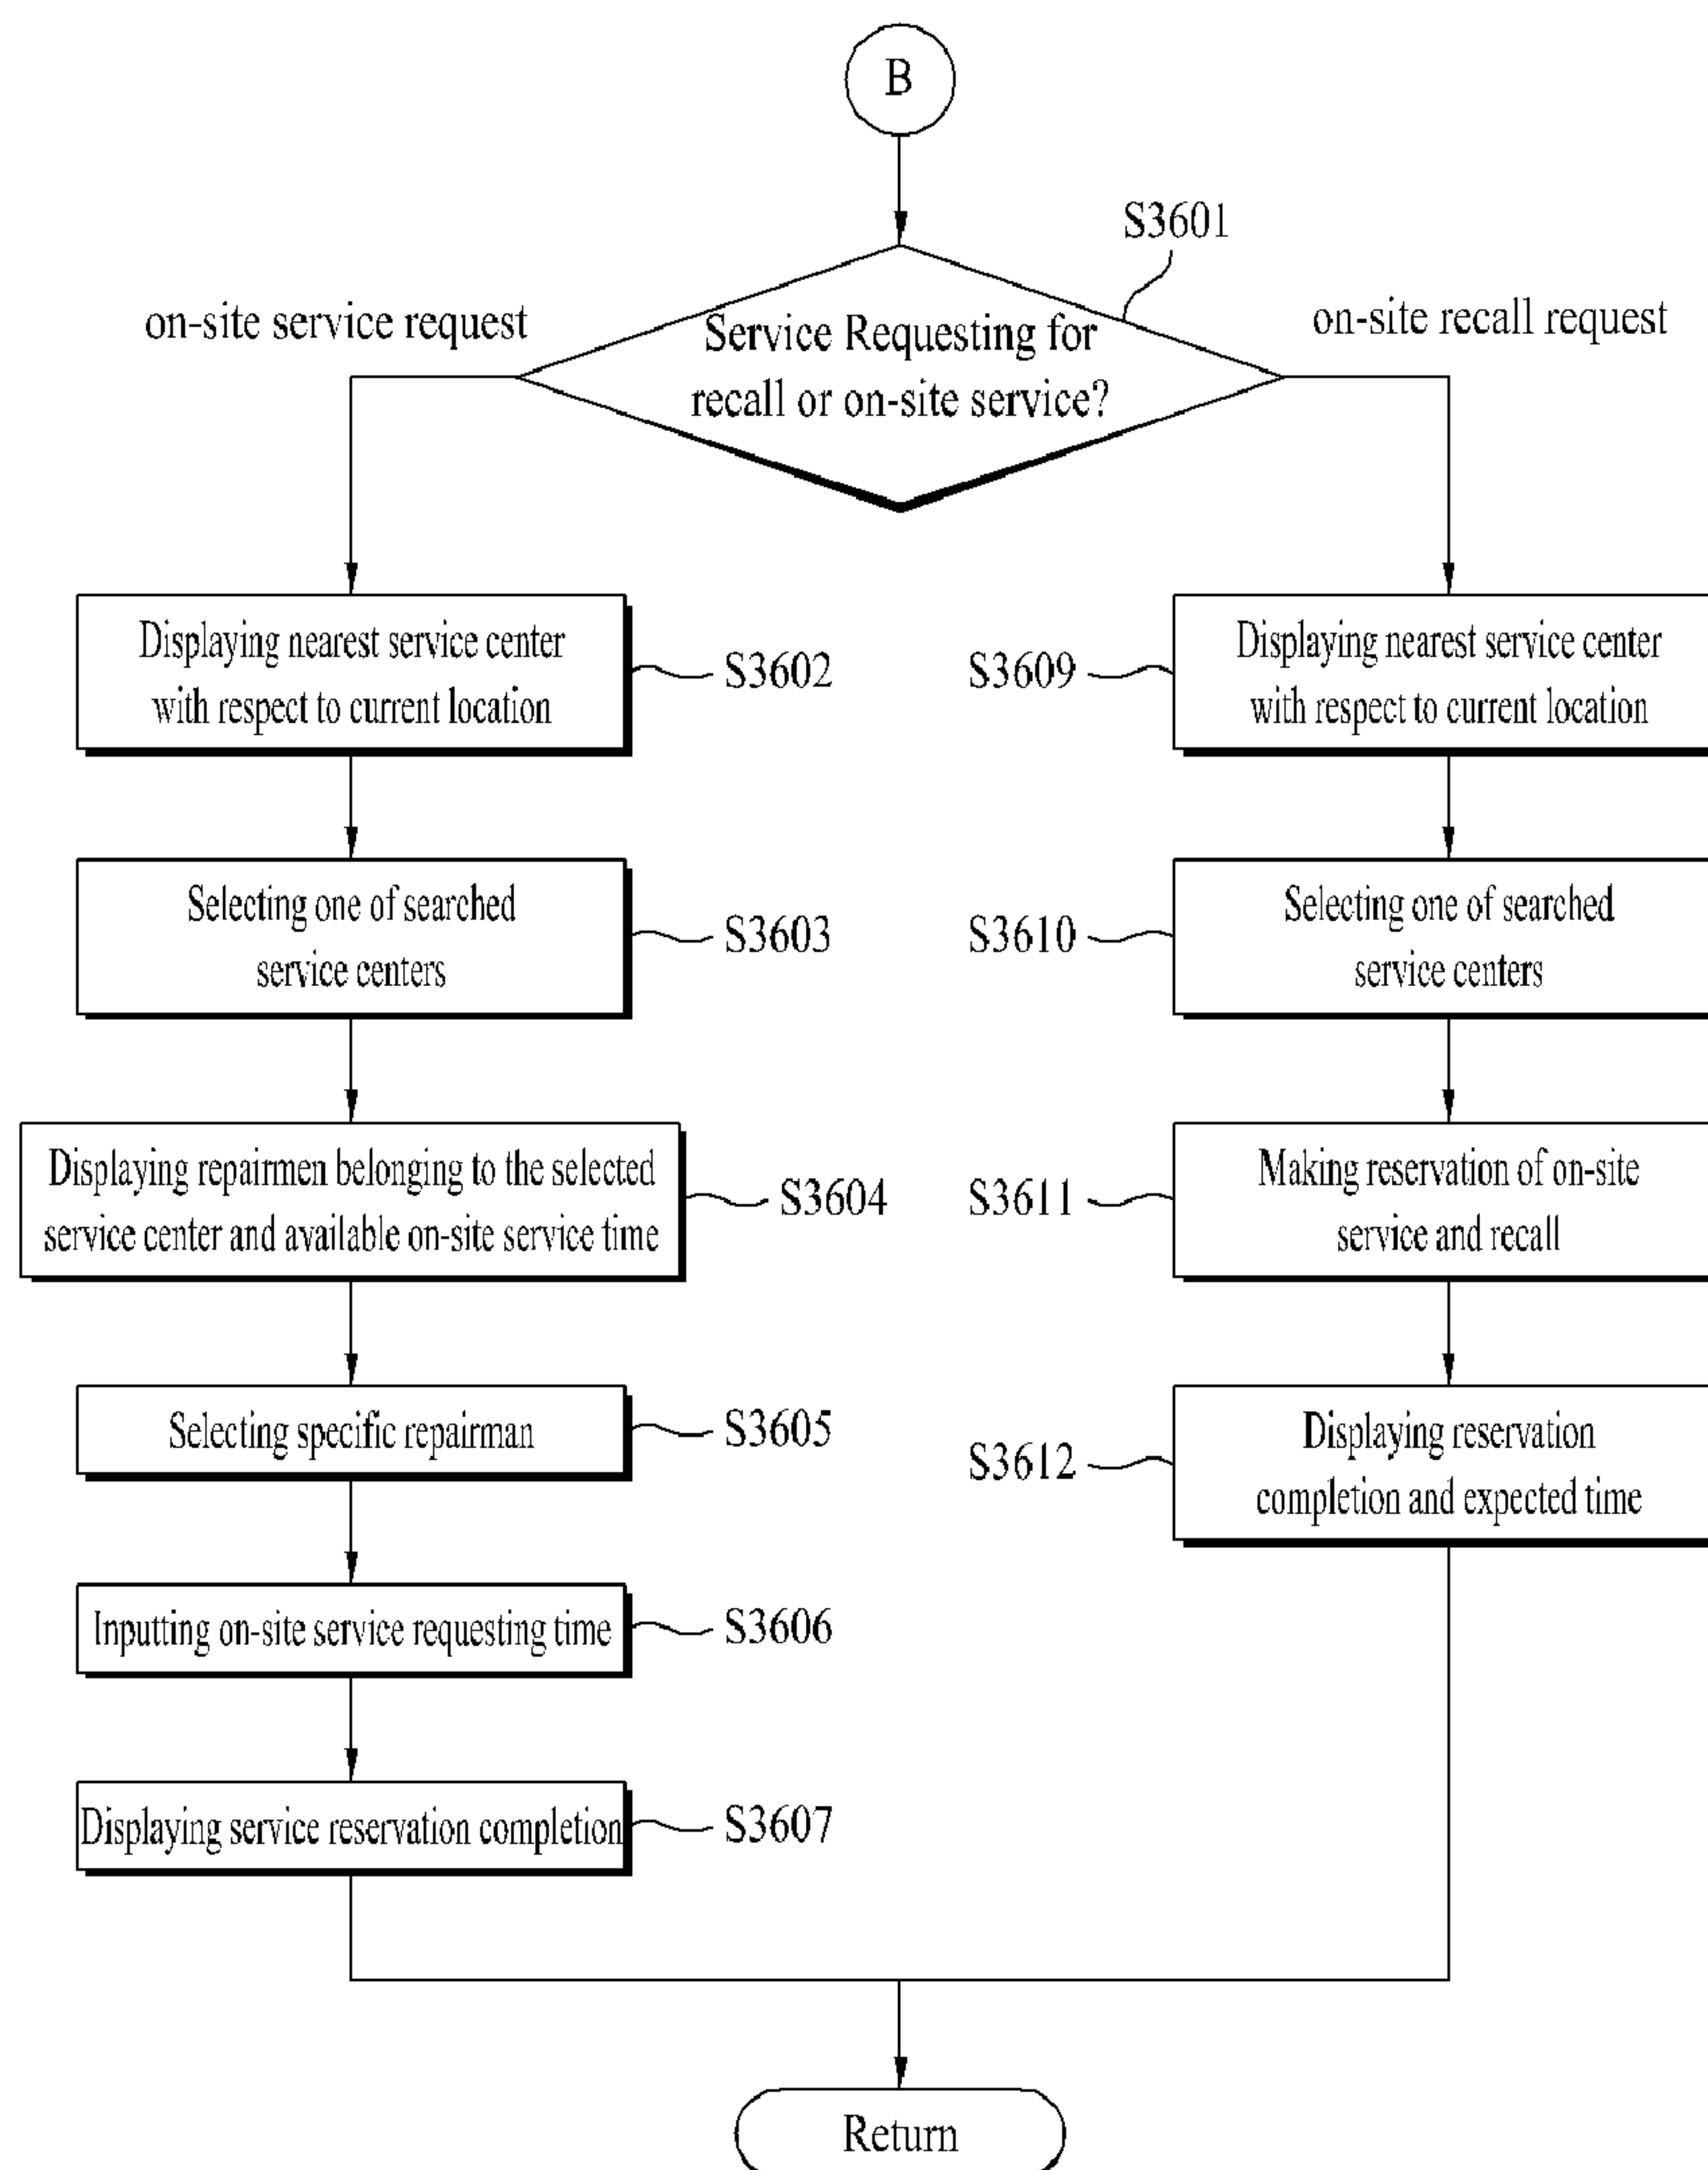 B
S3601
on-site service request
Service Requesting for
recall or on-site service?
on-site recall request
Displaying nearest service center
with respect to current location
S3602
Selecting one of searched
service centers
S3603
Displaying repairmen belonging to the selected
service center and available on-site service time
S3604
Selecting specific repairman
S3605
Inputting on-site service requesting time
S3606
Displaying service reservation completion
S3607
S3609
Displaying nearest service center
with respect to current location
S3610
Selecting one of searched
service centers
S3611
Making reservation of on-site
service and recall
S3612
Displaying reservation
completion and expected time
Return